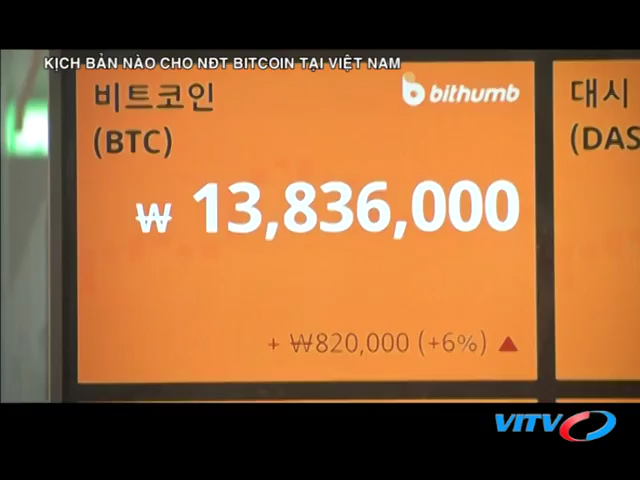 KỊCH BẢN NÀO CHO NĐT BITCOIN TẠI VIỆT NAM
비트코인
(BTC)
bithumb
₩ 13,836,000
+ ₩820,000 (+6%) ▲
대시
(DAS
VITV